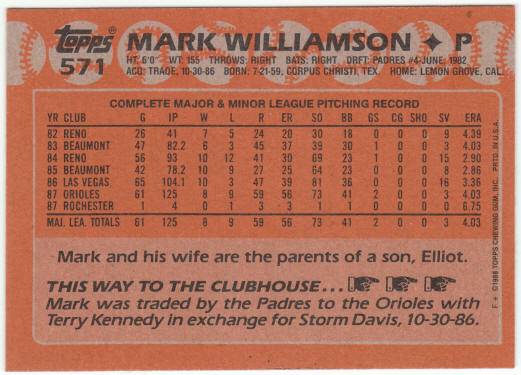 Topps
571
MARK WILLIAMSON ✦ P
HT: 6'0" WT: 155 THROWS: RIGHT BATS: RIGHT DRFT: PADRES #4-JUNE, 1982
ACQ: TRADE, 10-30-86 BORN: 7-21-59, CORPUS CHRISTI, TEX. HOME: LEMON GROVE, CAL.
COMPLETE MAJOR & MINOR LEAGUE PITCHING RECORD
YR CLUB G IP W L R ER SO BB GS CG SHO SV ERA
82 RENO 26 41 7 5 24 20 30 18 0 0 0 9 4.39
83 BEAUMONT 47 82.2 6 3 45 37 39 30 1 0 0 3 4.03
84 RENO 56 93 10 12 41 30 69 23 1 0 0 15 2.90
85 BEAUMONT 42 78.2 10 9 27 25 64 20 0 0 0 8 2.86
86 LAS VEGAS 65 104.1 10 3 47 39 81 36 0 0 0 16 3.36
87 ORIOLES 61 125 8 9 59 56 73 41 2 0 0 3 4.03
87 ROCHESTER 1 4 0 1 3 3 1 1 0 0 0 0 6.75
MAJ. LEA. TOTALS 61 125 8 9 59 56 73 41 2 0 0 3 4.03
Mark and his wife are the parents of a son, Elliot.
THIS WAY TO THE CLUBHOUSE...
Mark was traded by the Padres to the Orioles with
Terry Kennedy in exchange for Storm Davis, 10-30-86.
F ✦ ©1988 TOPPS CHEWING GUM, INC. PRTD. IN U.S.A.